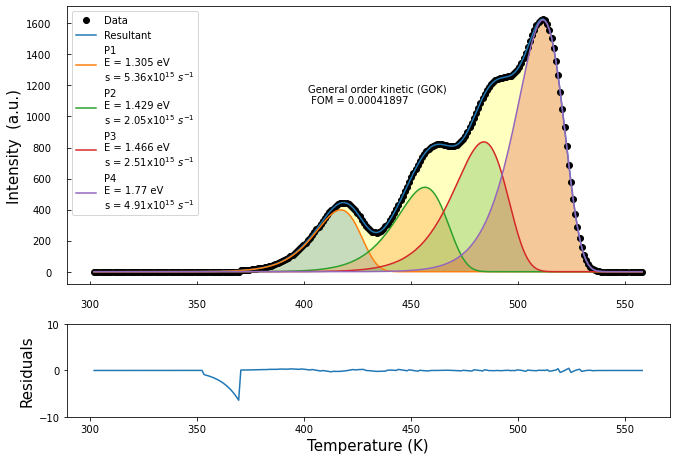 1600
1400
1200
1000
800
600
400
200
0
Intensity (a.u.)
Data
Resultant
P1
E = 1.305 eV
s = 5.36x10¹⁵ s⁻¹
P2
E = 1.429 eV
s = 2.05x10¹⁵ s⁻¹
P3
E = 1.466 eV
s = 2.51x10¹⁵ s⁻¹
P4
E = 1.77 eV
s = 4.91x10¹⁵ s⁻¹
General order kinetic (GOK)
FOM = 0.00041897
300 350 400 450 500 550
10
0
−10
Residuals
300 350 400 450 500 550
Temperature (K)